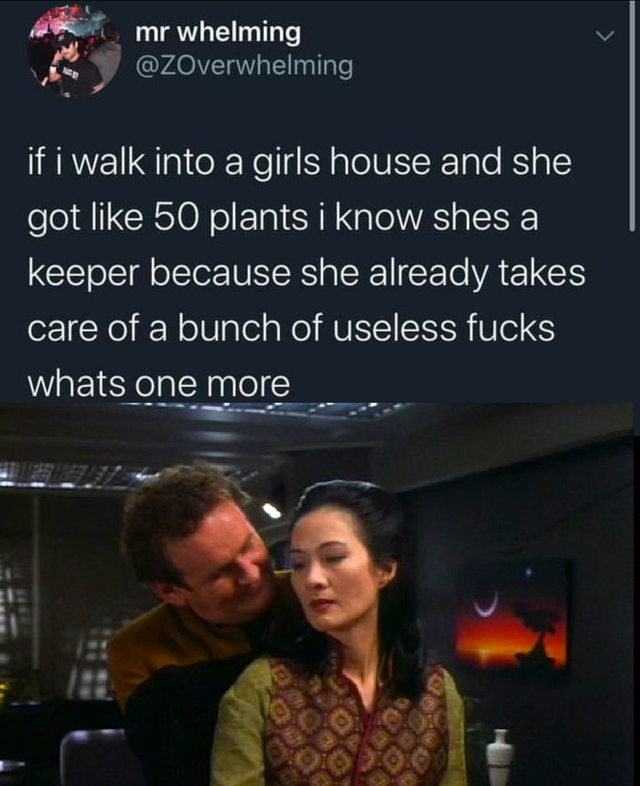 mr whelming
@ZOverwhelming
if i walk into a girls house and she
got like 50 plants i know shes a
keeper because she already takes
care of a bunch of useless fucks
whats one more